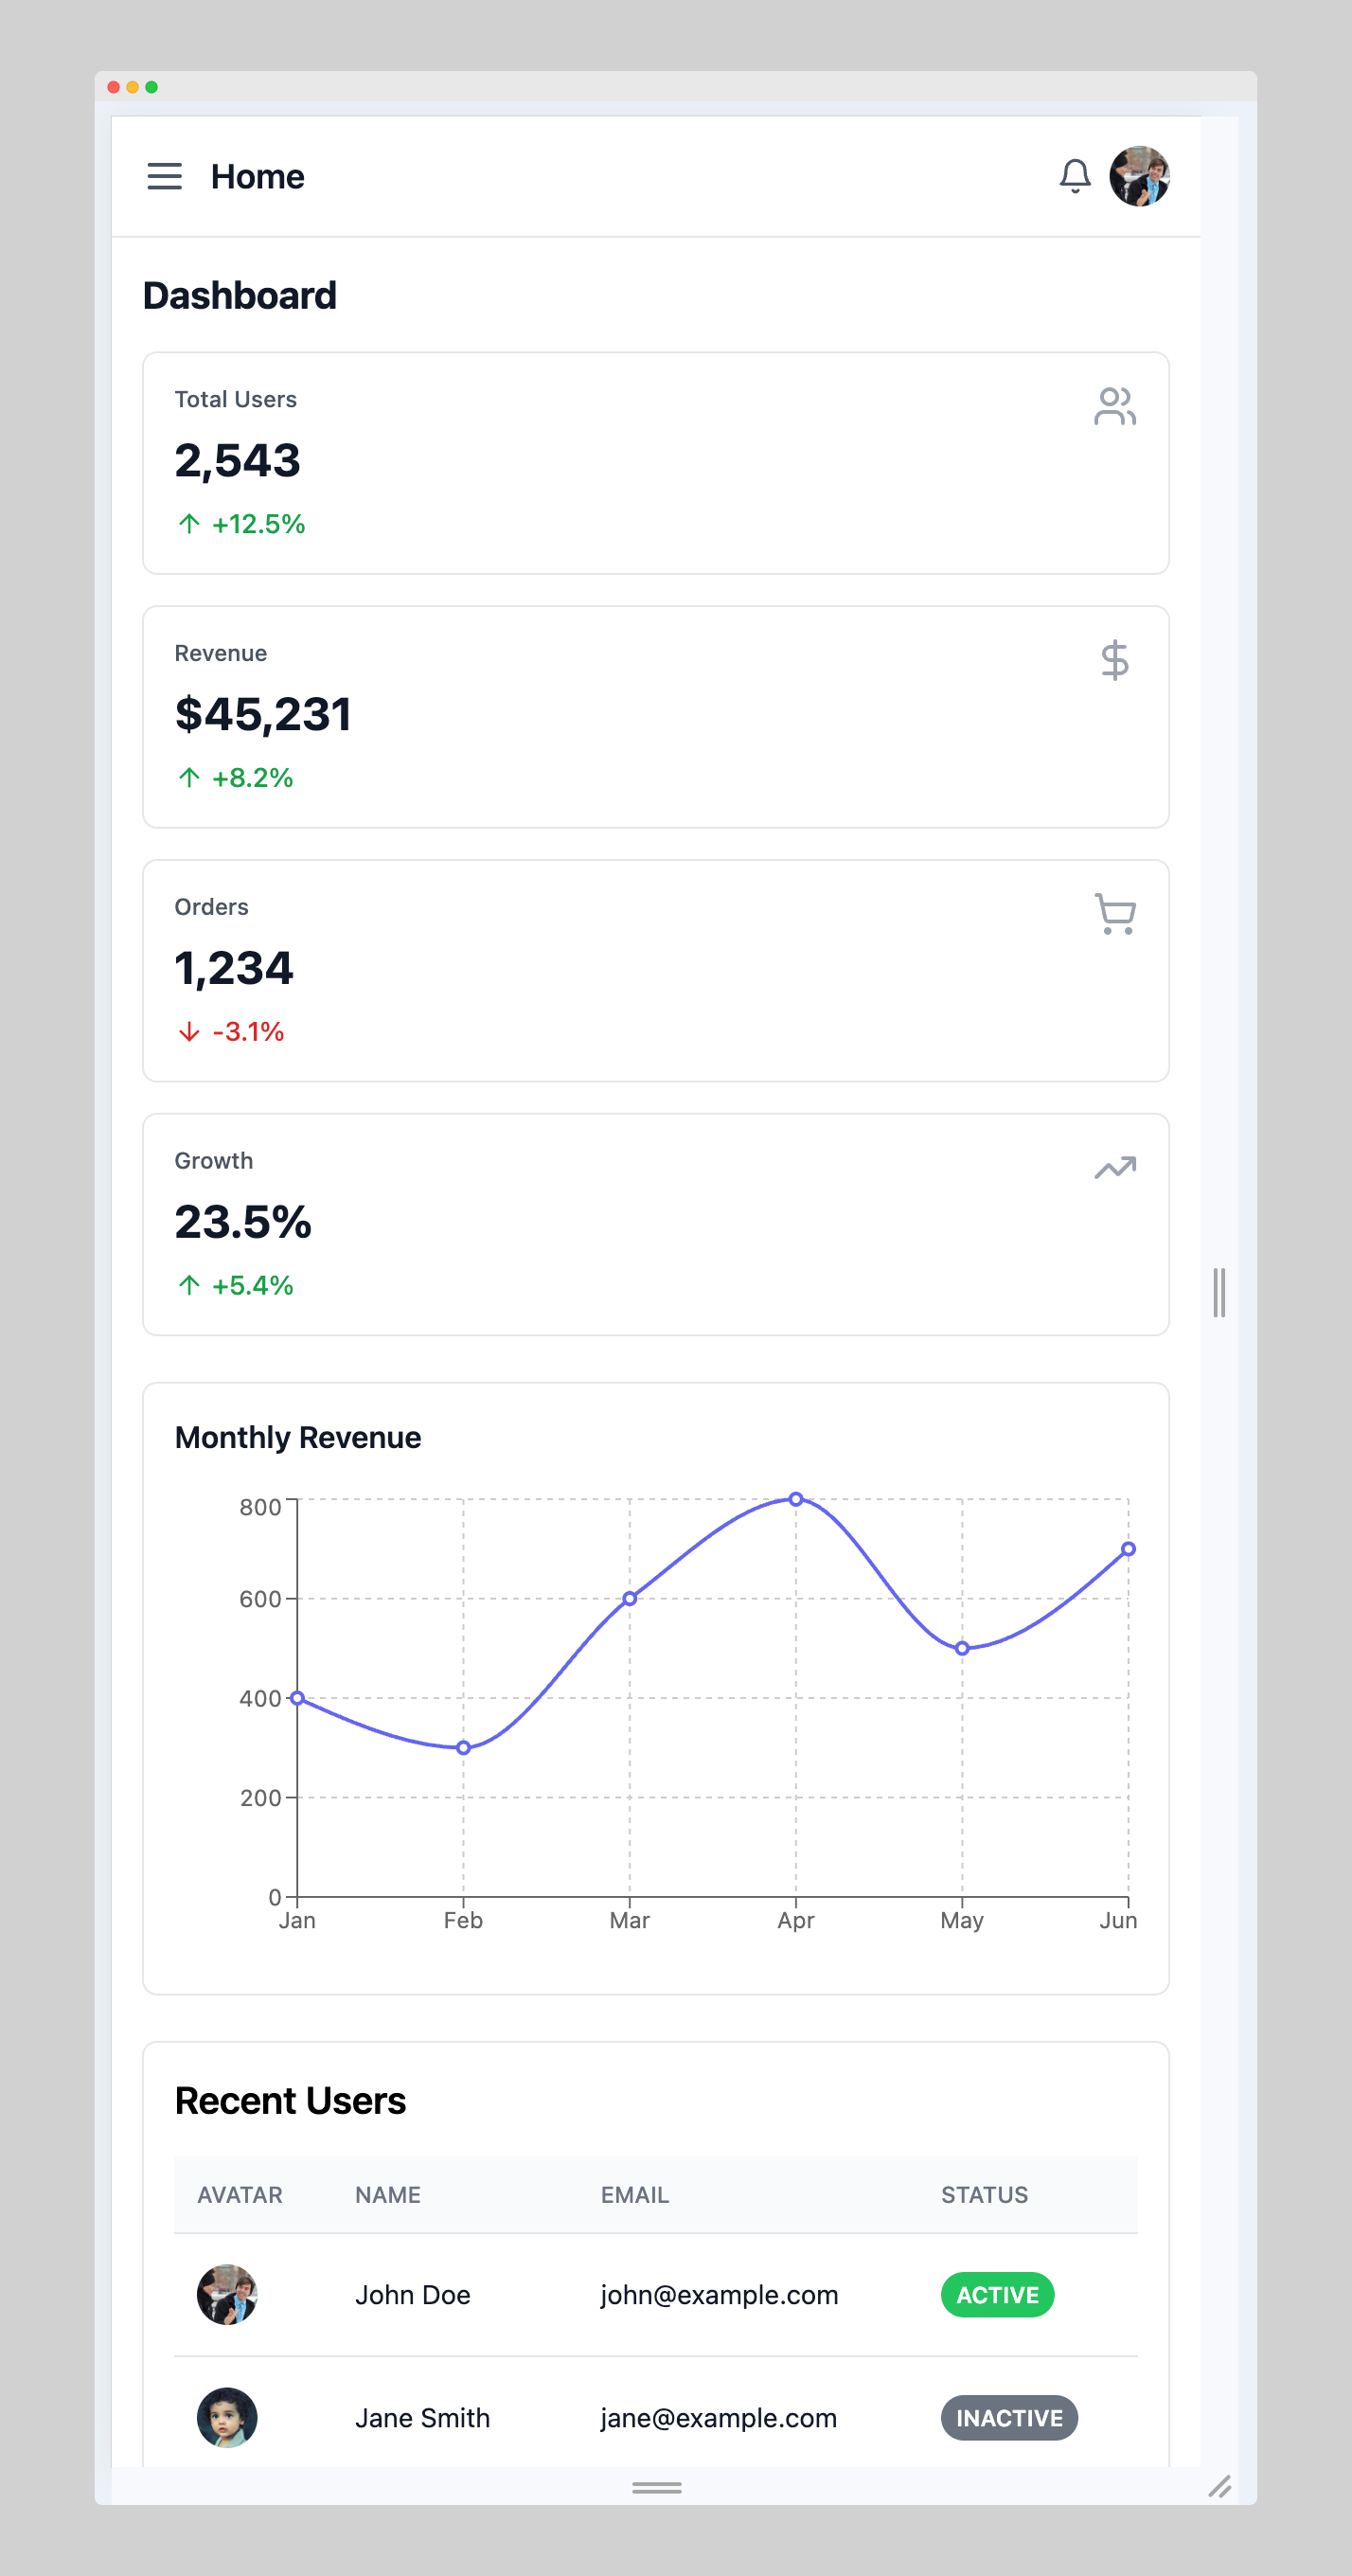 Home
Dashboard
Total Users
2,543
+12.5%
Revenue
$45,231
+8.2%
Orders
1,234
-3.1%
Growth
23.5%
+5.4%
Monthly Revenue
800
600
400
200
0
Jan Feb Mar Apr May Jun
Recent Users
AVATAR NAME EMAIL STATUS
John Doe john@example.com ACTIVE
Jane Smith jane@example.com INACTIVE